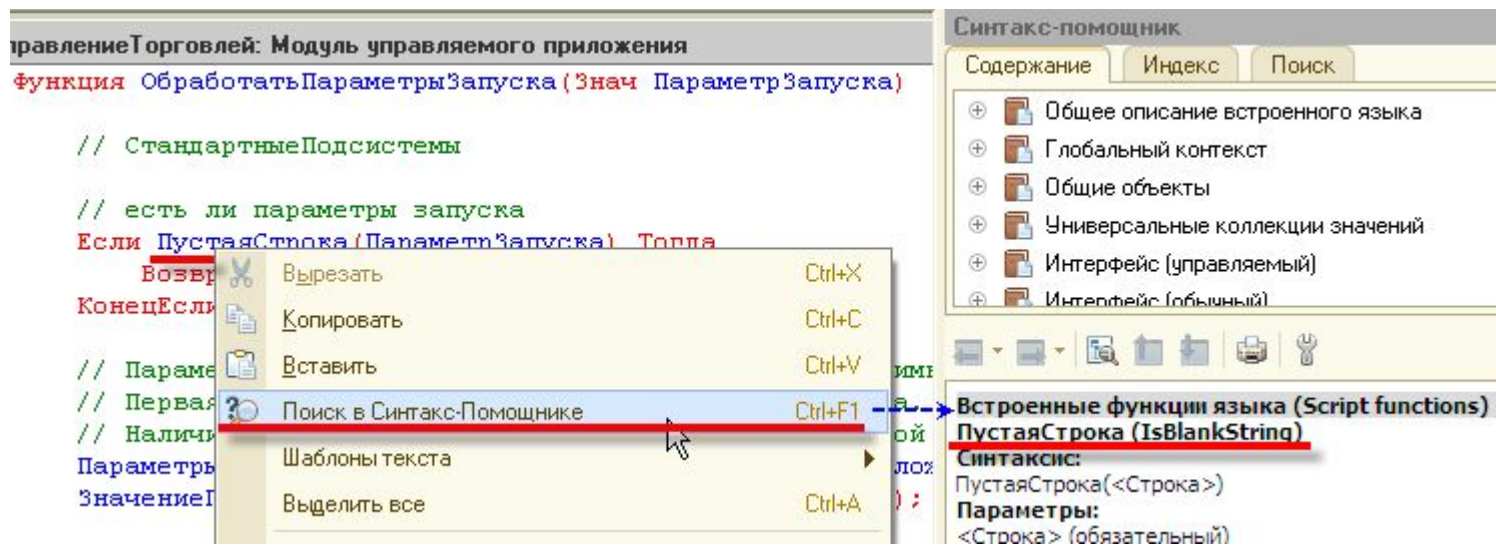 правлениеТорговлей: Модуль управляемого приложения
Функция ОбработатьПараметрыЗапуска(Знач ПараметрЗапуска)
// СтандартныеПодсистемы
// есть ли параметры запуска
Если ПустаяСтрока(ПараметрЗапуска) Тогда
Возвр
КонецЕсли
// Параме
// Первая
// Наличи
Параметры
ЗначениеП
);
Вырезать Ctrl+X
Копировать Ctrl+C
Вставить Ctrl+V
Поиск в Синтакс-Помощнике Ctrl+F1
Шаблоны текста
Выделить все Ctrl+A
Синтакс-помощник
Содержание Индекс Поиск
Общее описание встроенного языка
Глобальный контекст
Общие объекты
Универсальные коллекции значений
Интерфейс (управляемый)
Интерфейс (обычный)
Встроенные функции языка (Script functions)
ПустаяСтрока (IsBlankString)
Синтаксис:
ПустаяСтрока(<Строка>)
Параметры:
<Строка> (обязательный)